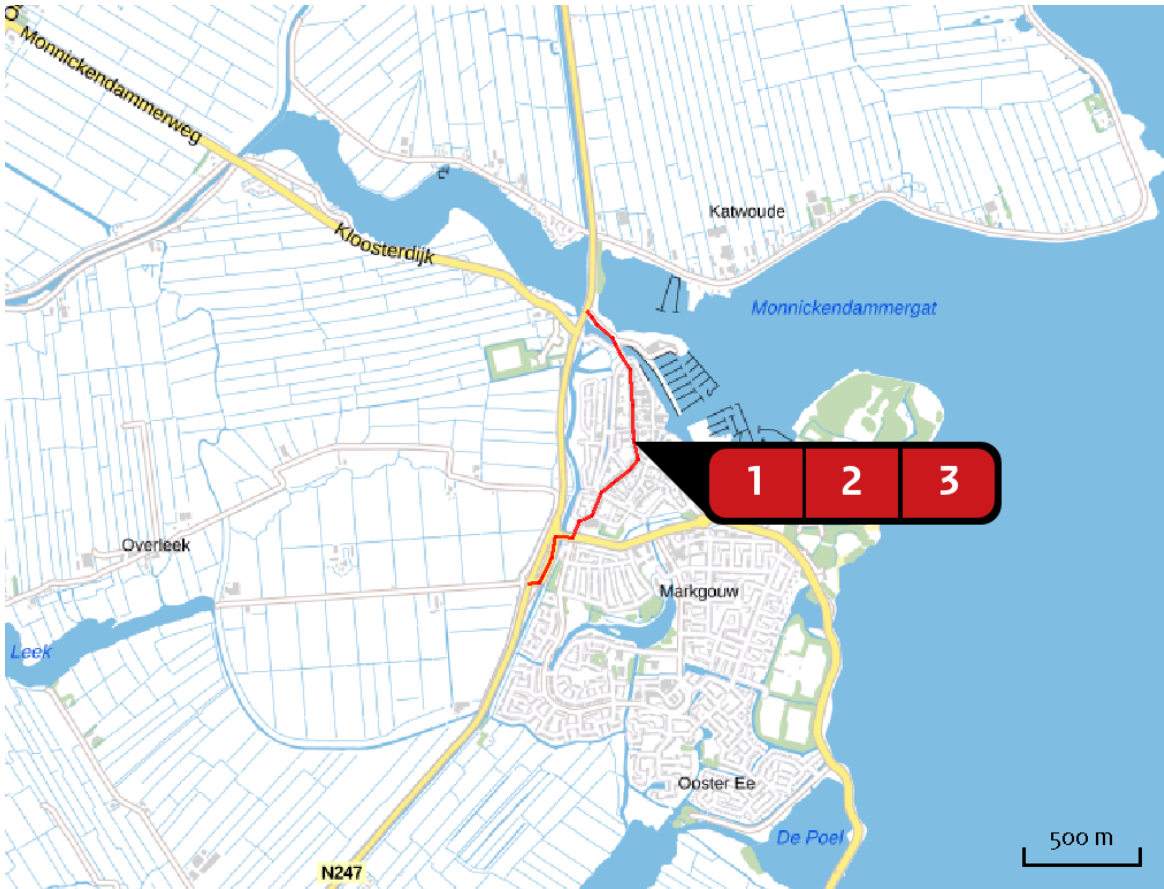 Monnickendammerweg
Katwoude
Kloosterdijk
Monnickendammergat
1 2 3
Overleek
Markgouw
Leek
Ooster Ee
De Poel
500 m
N247